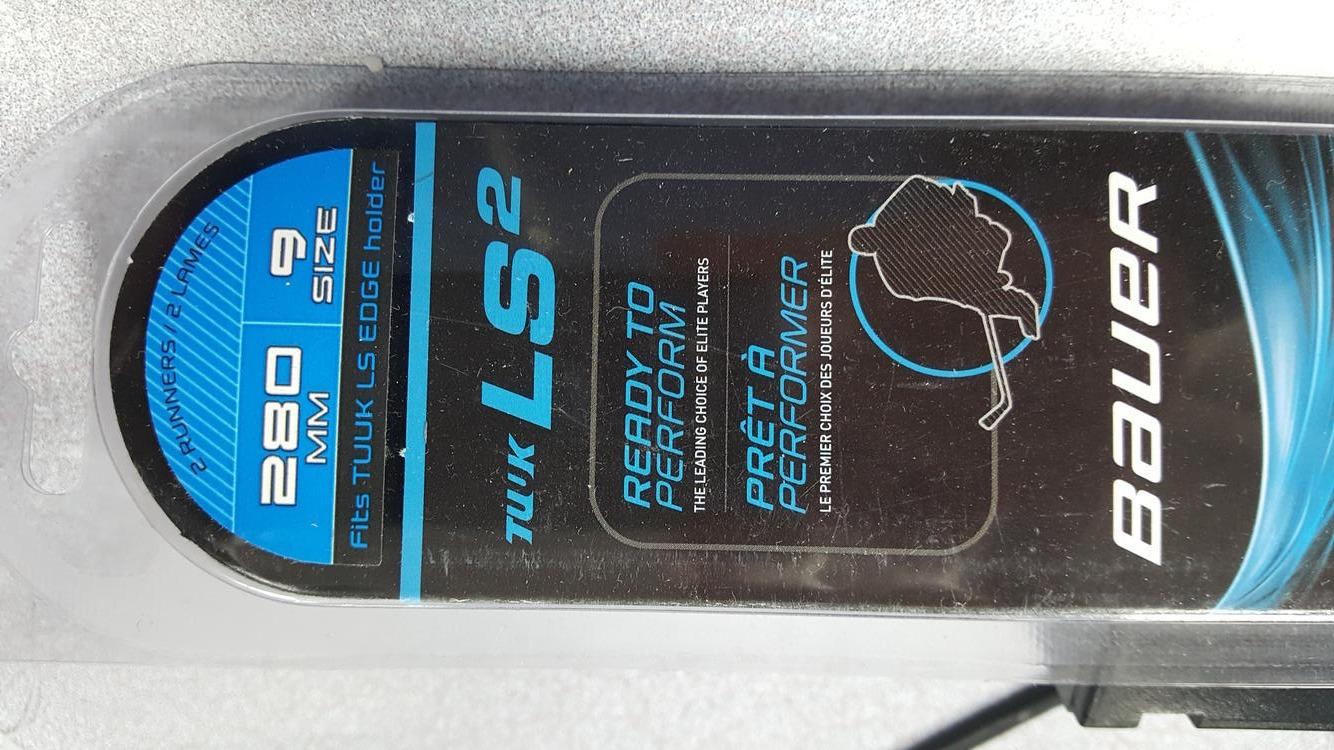 2 RUNNERS / 2 LAMES
280 MM
9 SIZE
Fits TUUK LS EDGE holder
TUUK LS2
READY TO
PERFORM
THE LEADING CHOICE OF ELITE PLAYERS
PRÊT À
PERFORMER
LE PREMIER CHOIX DES JOUEURS D'ÉLITE
BAUER